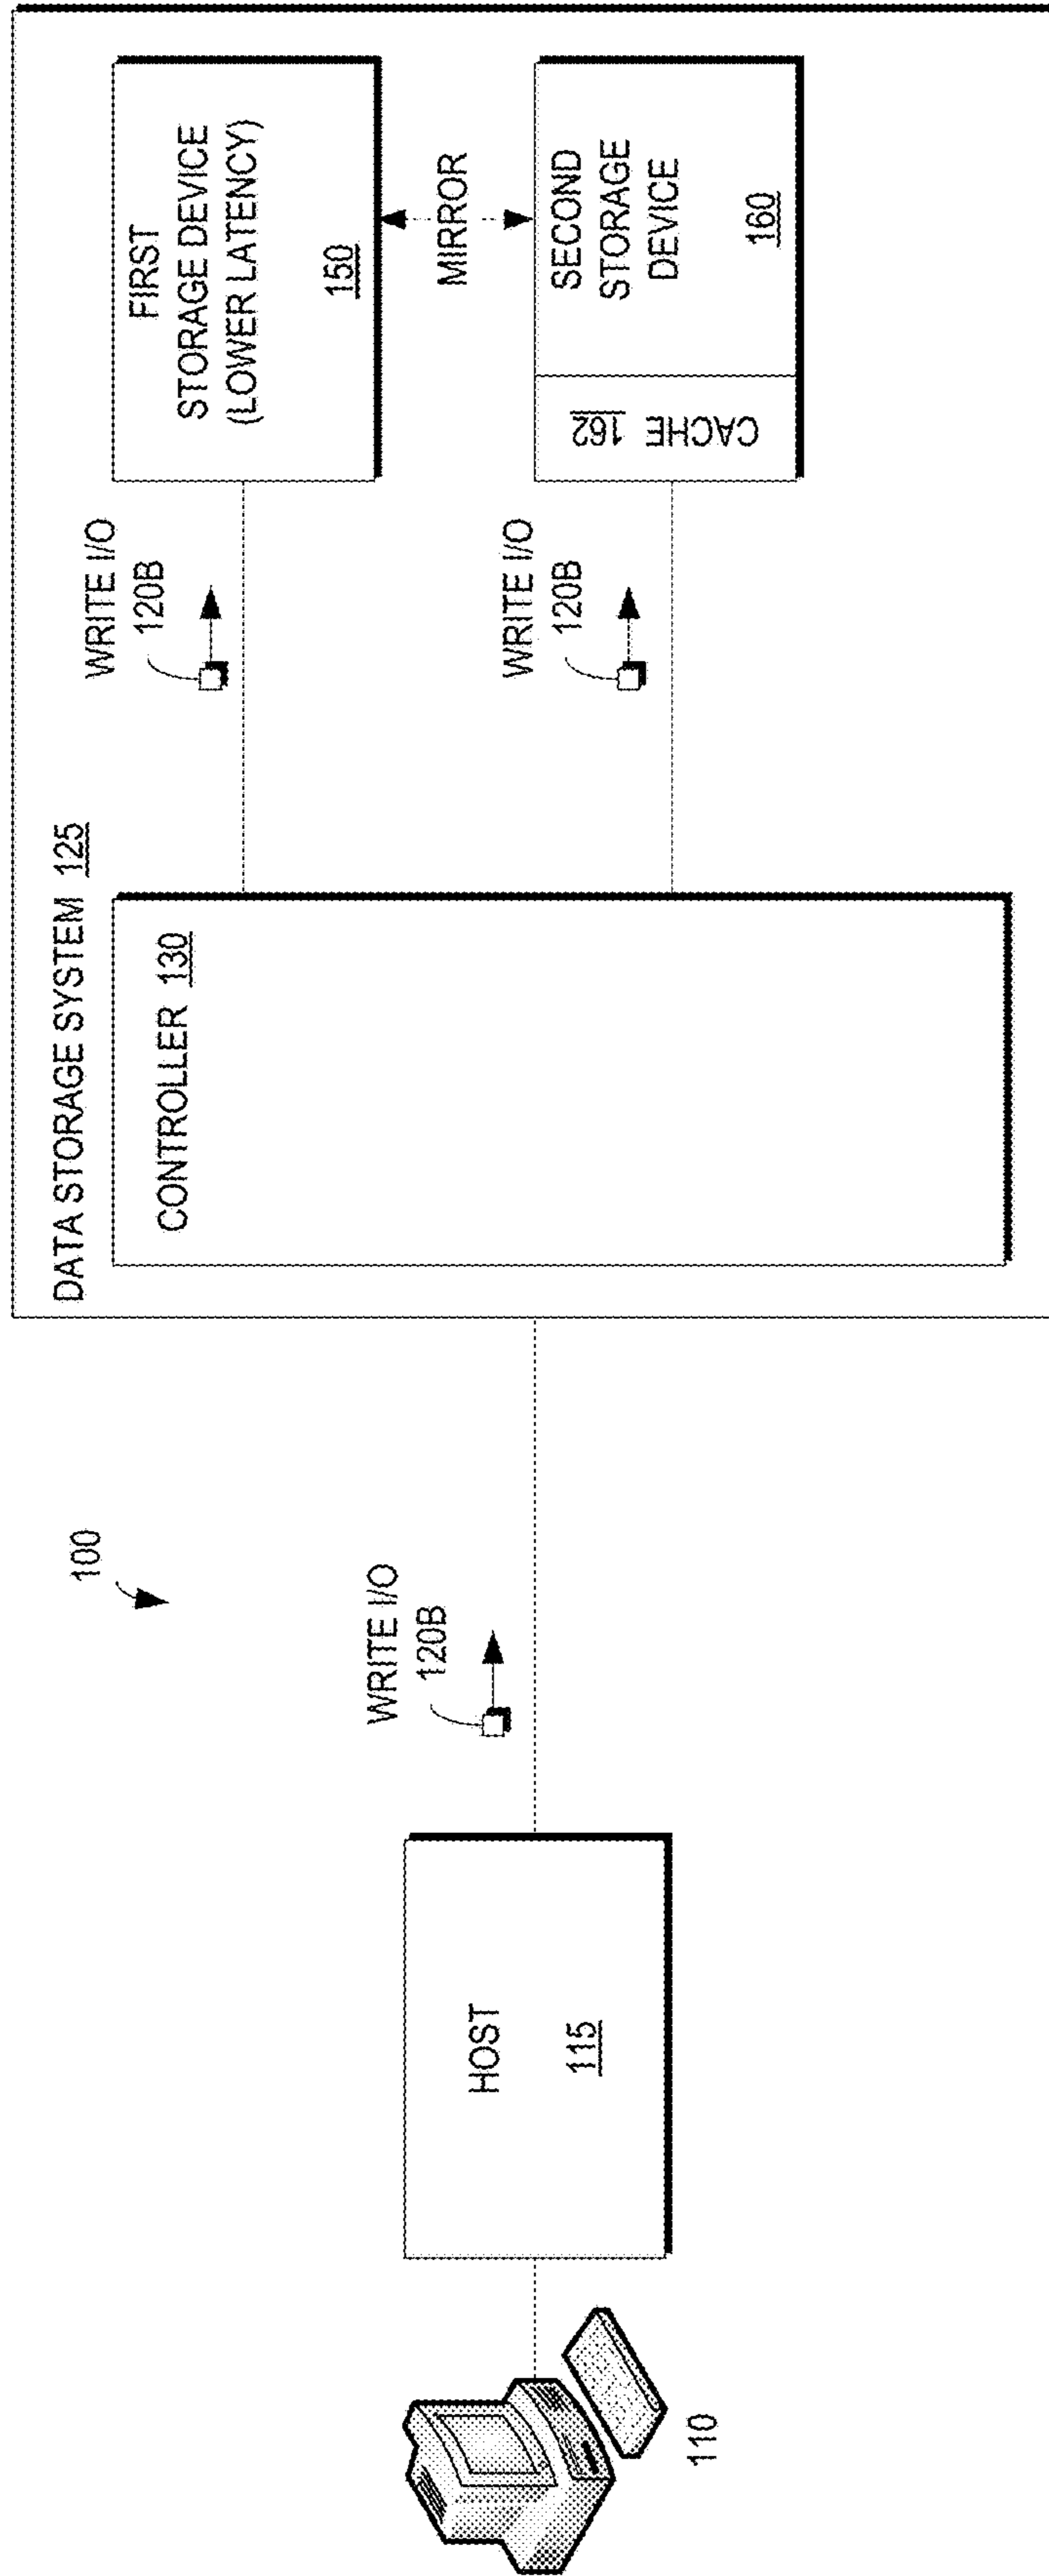 100
110
HOST
115
WRITE I/O
120B
DATA STORAGE SYSTEM 125
CONTROLLER 130
WRITE I/O
120B
WRITE I/O
120B
FIRST
STORAGE DEVICE
(LOWER LATENCY)
150
MIRROR
CACHE 162
SECOND
STORAGE
DEVICE
160